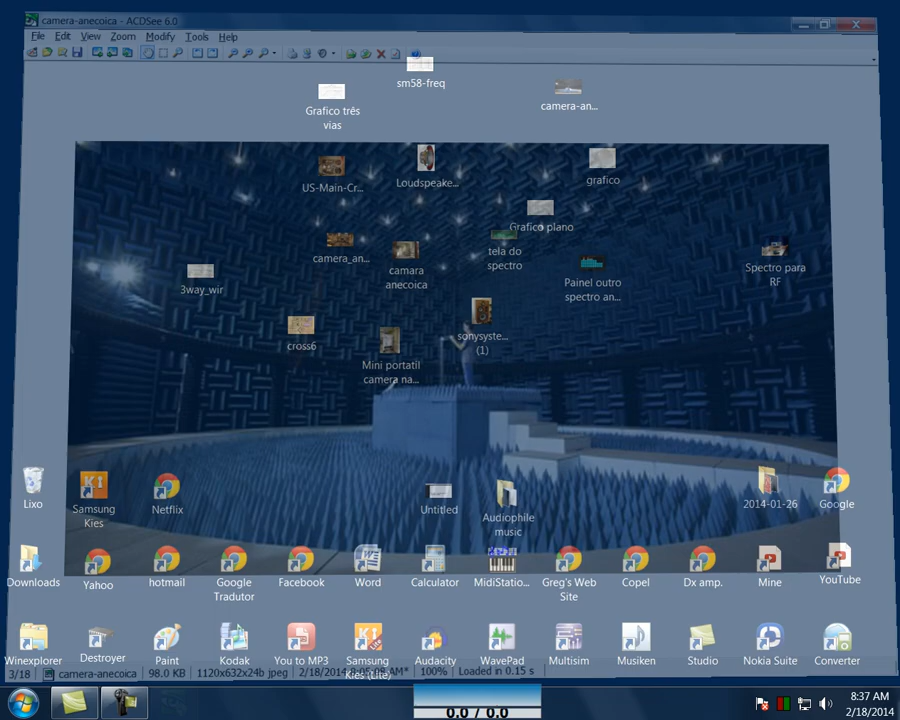 camera-anecoica - ACDSee 6.0
File Edit View Zoom Modify Tools Help
sm58-freq
Grafico três
vias
camera-an...
US-Main-Cr...
Loudspeake...
grafico
Grafico plano
camera_an...
camara
anecoica
tela do
spectro
Spectro para
RF
3way_wir
Painel outro
spectro an...
cross6
sonysyste...
(1)
Mini portatil
camera na...
Lixo
Samsung
Kies
Netflix
Untitled
Audiophile
music
2014-01-26
Google
Downloads
Yahoo
hotmail
Google
Tradutor
Facebook
Word
Calculator
MidiStatio...
Greg's Web
Site
Copel
Dx amp.
Mine
YouTube
Winexplorer
Destroyer
Paint
Kodak
You to MP3
Samsung
Kies (Lite)
Audacity
WavePad
Multisim
Musiken
Studio
Nokia Suite
Converter
3/18 camera-anecoica 98.0 KB 1120x632x24b jpeg 2/18/2014 AM* 100% Loaded in 0.15 s
0.0 / 0.0
8:37 AM
2/18/2014